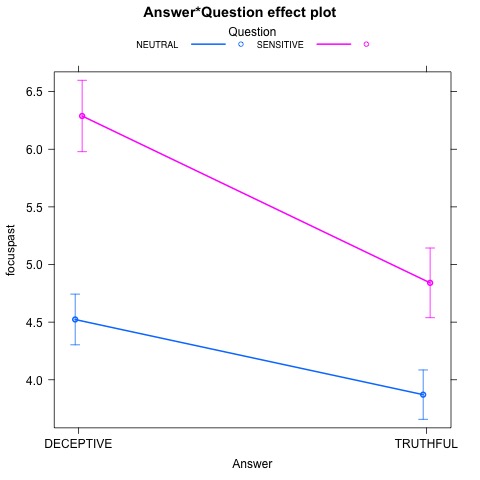 Answer*Question effect plot
Question
NEUTRAL SENSITIVE
6.5
6.0
5.5
5.0
4.5
4.0
focuspast
DECEPTIVE TRUTHFUL
Answer